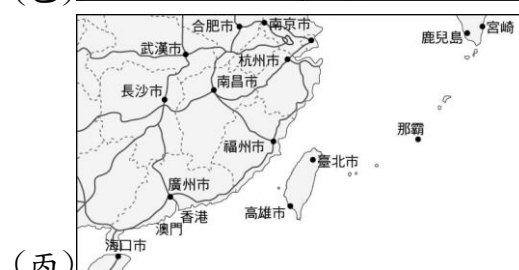 合肥市
南京市
鹿兒島
宮崎
武漢市
杭州市
長沙市
南昌市
那霸
福州市
臺北市
廣州市
香港
高雄市
澳門
海口市
(丙)